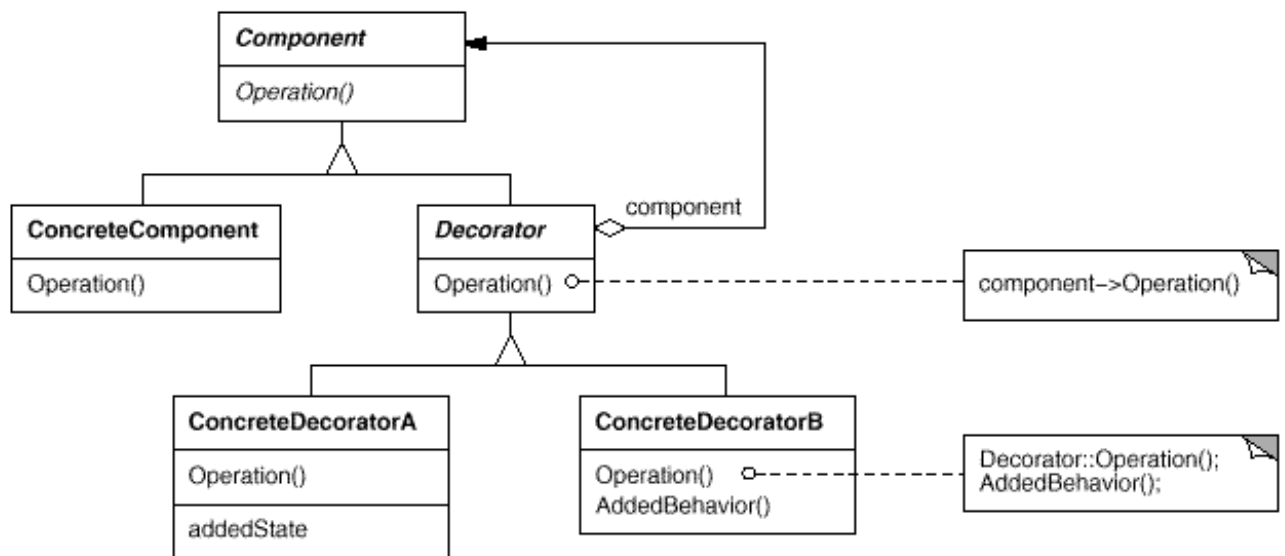 Component
Operation()
component
ConcreteComponent
Operation()
Decorator
Operation()
component->Operation()
ConcreteDecoratorA
Operation()
addedState
ConcreteDecoratorB
Operation()
AddedBehavior()
Decorator::Operation();
AddedBehavior();